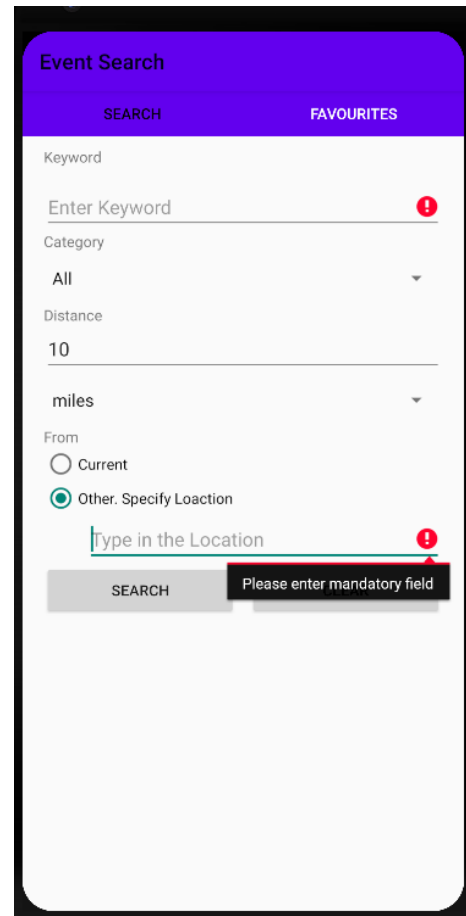 Event Search
SEARCH FAVOURITES
Keyword
Enter Keyword
Category
All
Distance
10
miles
From
Current
Other. Specify Loaction
Type in the Location
SEARCH
Please enter mandatory field